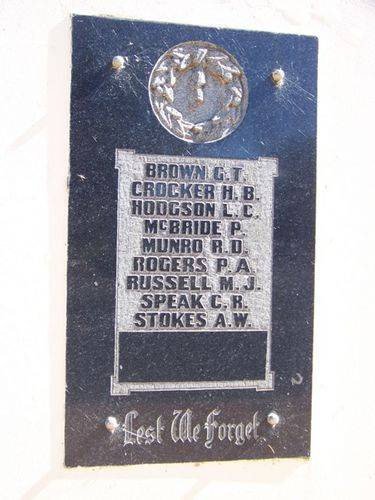 BROWN G.T.
CROCKER H.B.
HODGSON L.C.
McBRIDE P.
MUNRO R.D.
ROGERS P.A.
RUSSELL M.J.
SPEAK C.R.
STOKES A.W.
Lest We Forget